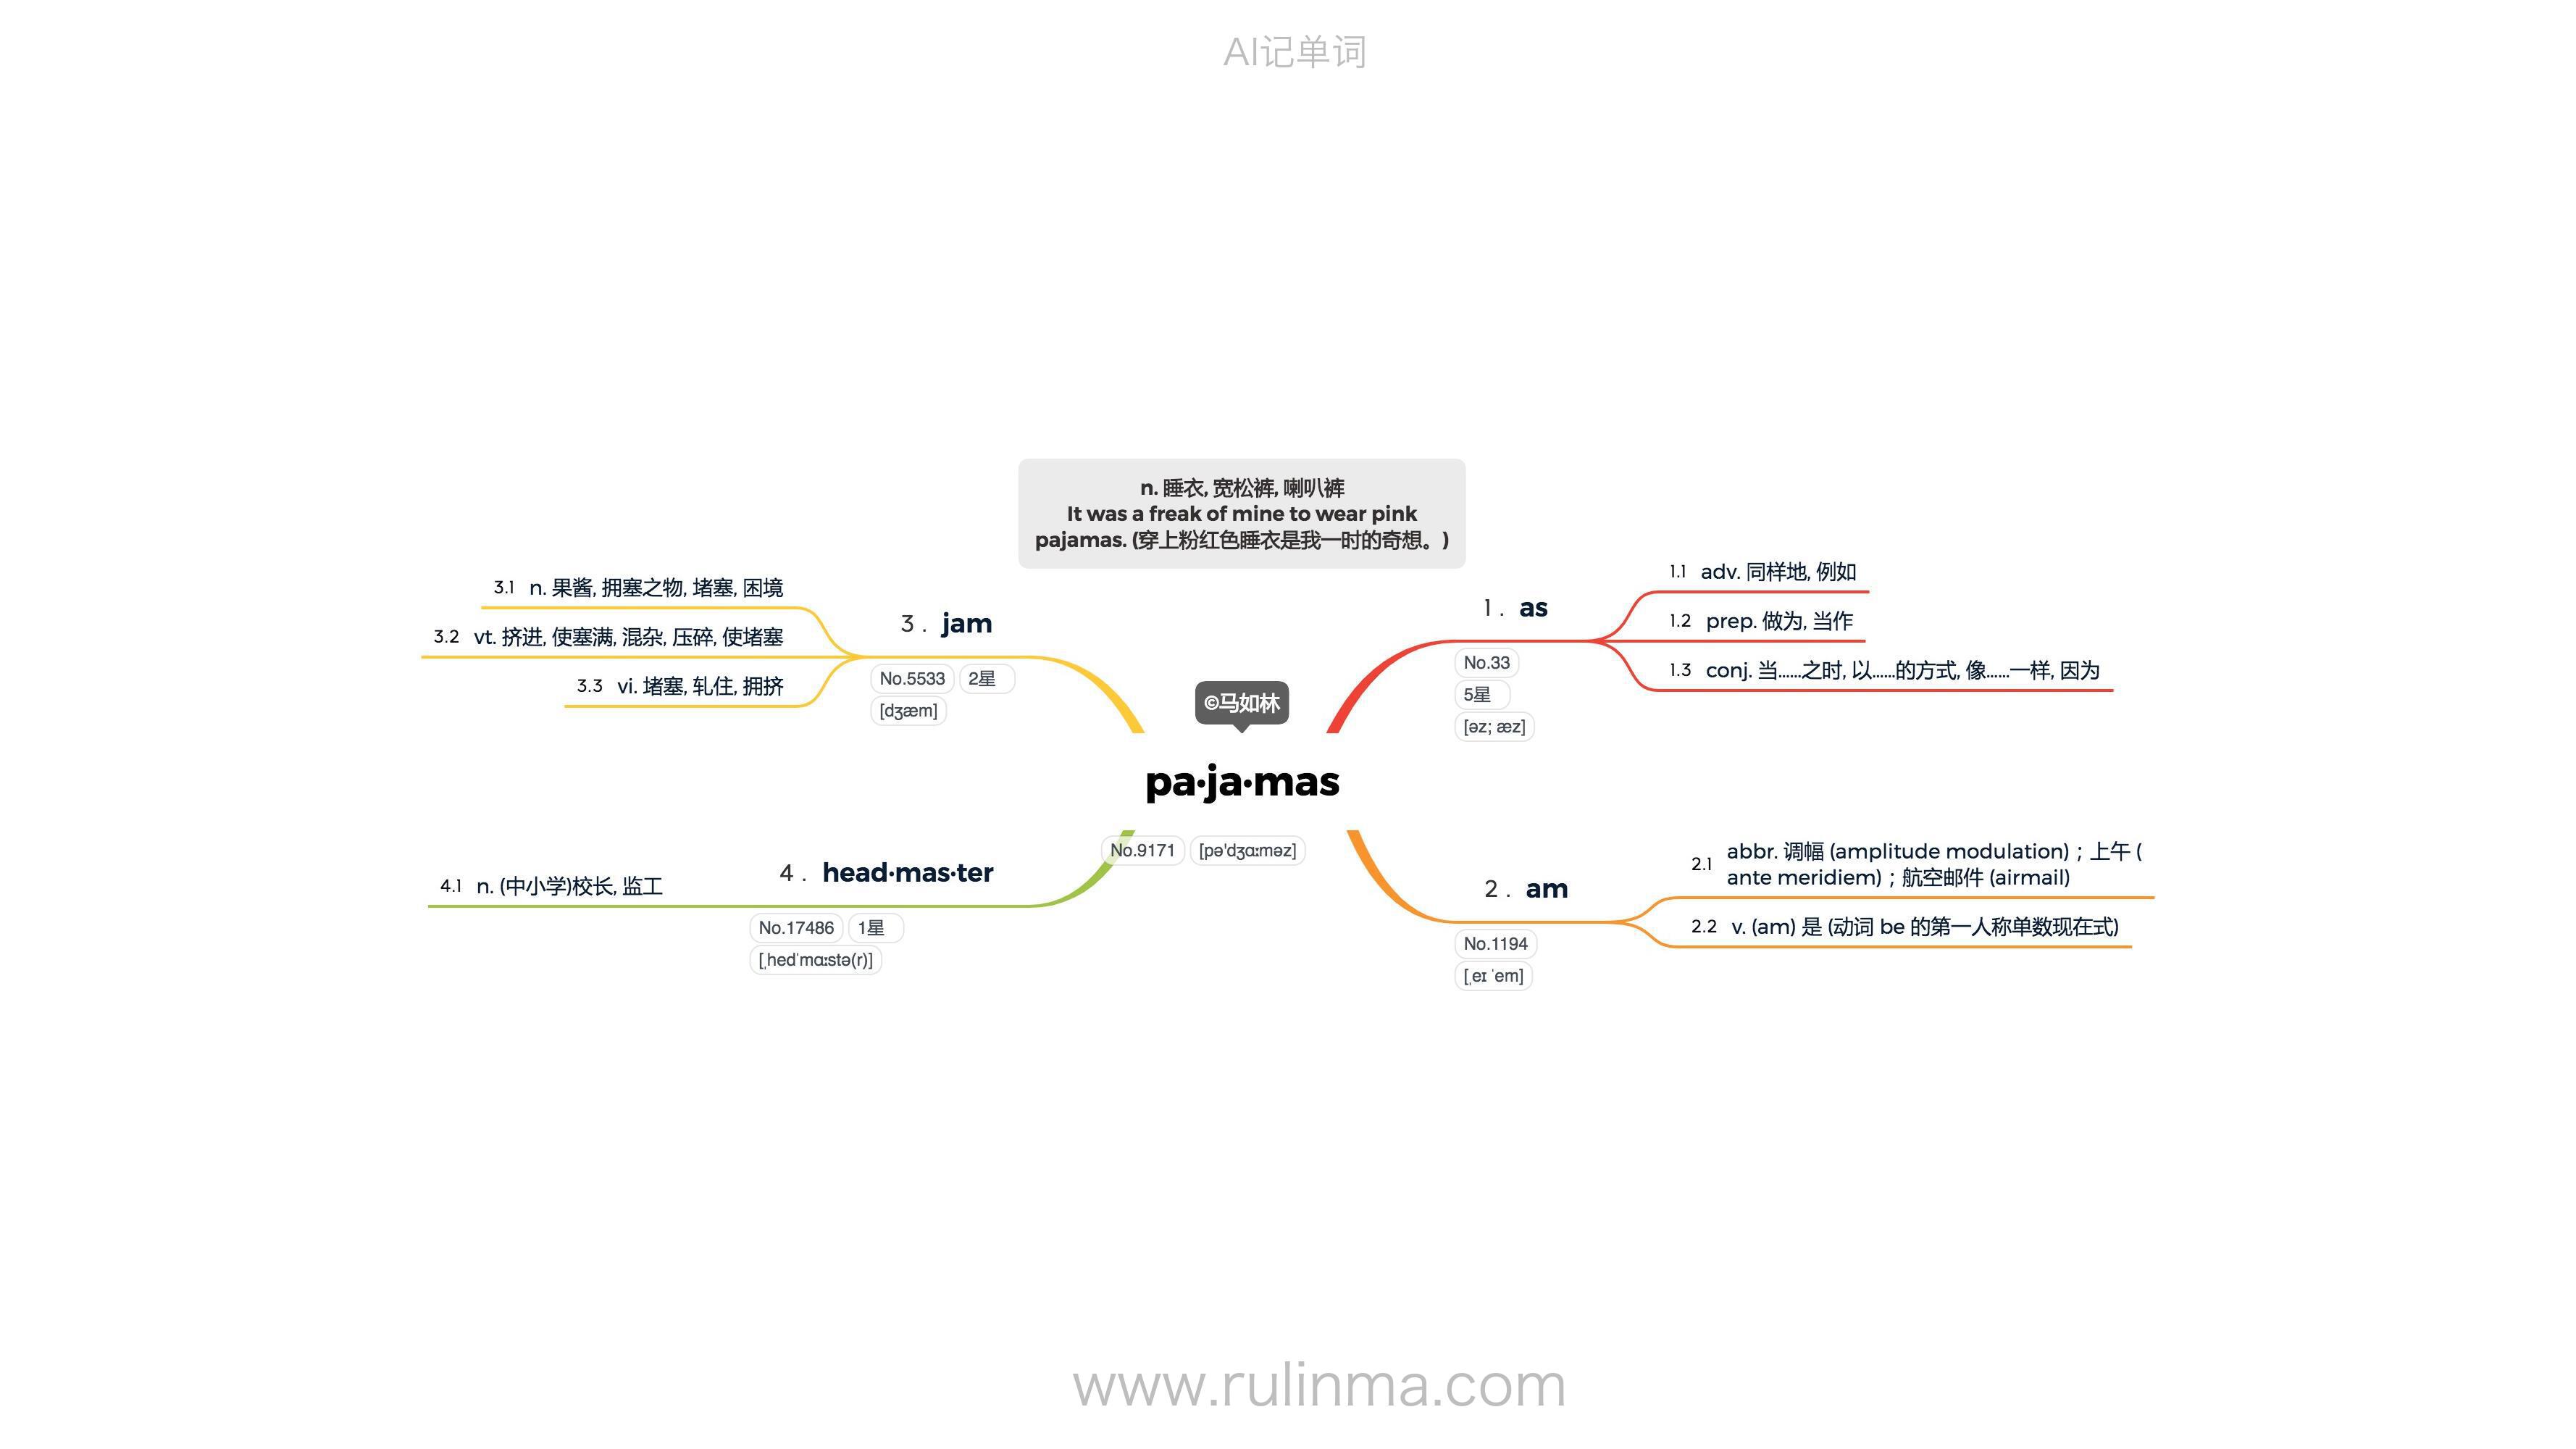 AI记单词
n. 睡衣, 宽松裤, 喇叭裤
It was a freak of mine to wear pink
pajamas. (穿上粉红色睡衣是我一时的奇想。)
©马如林
pa·ja·mas
No.9171 [pə'dʒɑːməz]
1. as
No.33
5星
[əz; æz]
1.1 adv. 同样地, 例如
1.2 prep. 做为, 当作
1.3 conj. 当……之时, 以……的方式, 像……一样, 因为
2. am
No.1194
[ˌeɪ ˈem]
2.1 abbr. 调幅 (amplitude modulation)；上午 (
ante meridiem)；航空邮件 (airmail)
2.2 v. (am) 是 (动词 be 的第一人称单数现在式)
3. jam
No.5533 2星
[dʒæm]
3.1 n. 果酱, 拥塞之物, 堵塞, 困境
3.2 vt. 挤进, 使塞满, 混杂, 压碎, 使堵塞
3.3 vi. 堵塞, 轧住, 拥挤
4. head·mas·ter
No.17486 1星
[ˌhedˈmɑːstə(r)]
4.1 n. (中小学)校长, 监工
www.rulinma.com